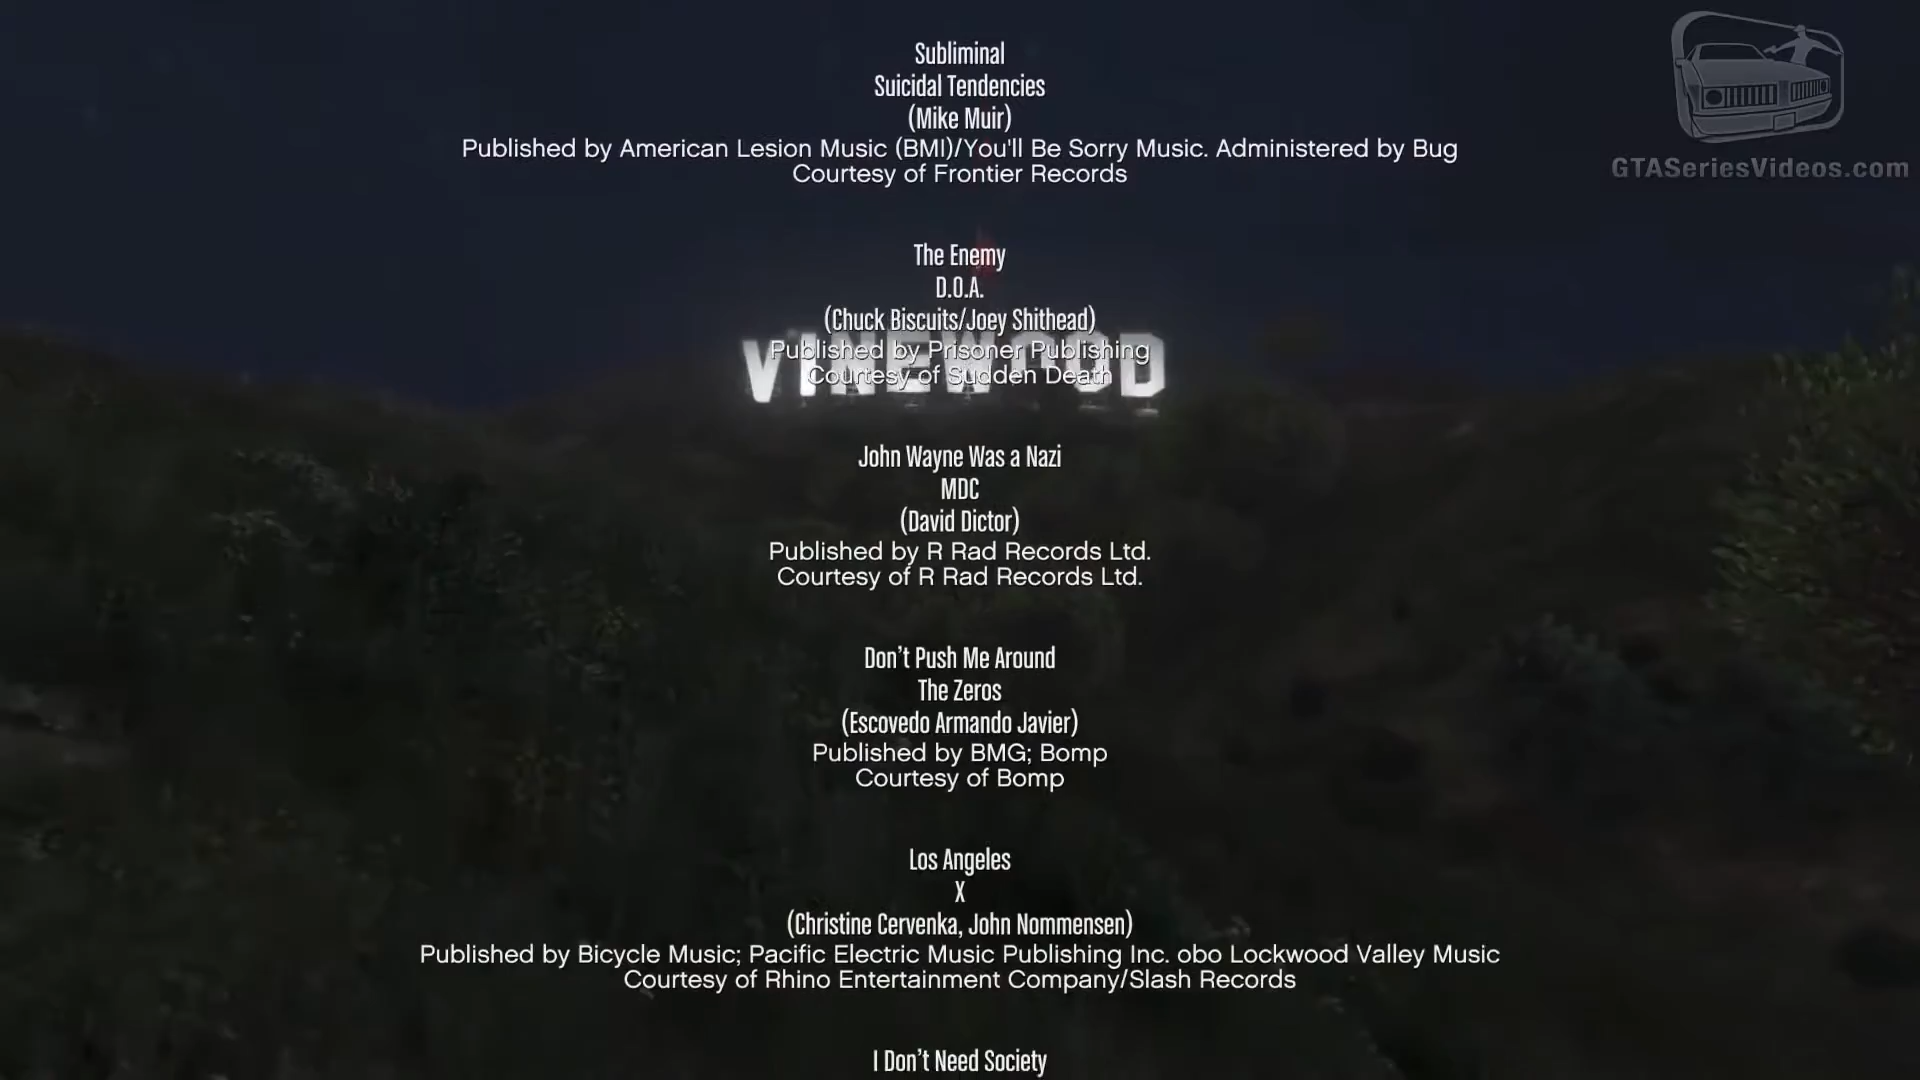 Subliminal
Suicidal Tendencies
(Mike Muir)
Published by American Lesion Music (BMI)/You'll Be Sorry Music. Administered by Bug
Courtesy of Frontier Records
GTASeriesVideos.com
The Enemy
D.O.A.
(Chuck Biscuits/Joey Shithead)
VINEWOOD
Published by Prisoner Publishing
Courtesy of Sudden Death
John Wayne Was a Nazi
MDC
(David Dictor)
Published by R Rad Records Ltd.
Courtesy of R Rad Records Ltd.
Don’t Push Me Around
The Zeros
(Escovedo Armando Javier)
Published by BMG; Bomp
Courtesy of Bomp
Los Angeles
X
(Christine Cervenka, John Nommensen)
Published by Bicycle Music; Pacific Electric Music Publishing Inc. obo Lockwood Valley Music
Courtesy of Rhino Entertainment Company/Slash Records
I Don’t Need Society